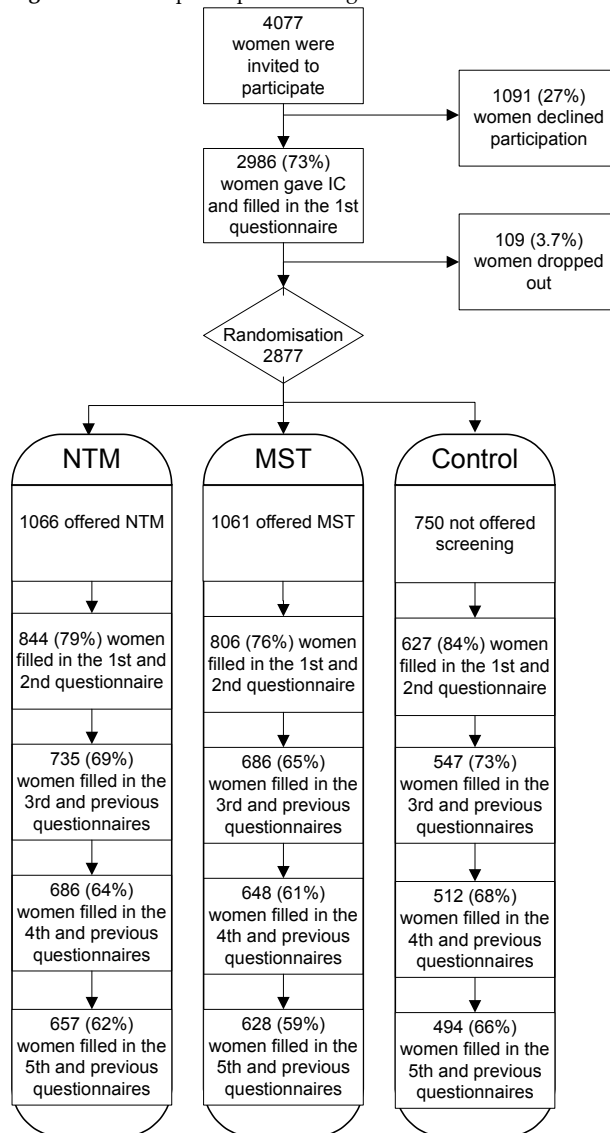 4077
women were
invited to
participate
1091 (27%)
women declined
participation
2986 (73%)
women gave IC
and filled in the 1st
questionnaire
109 (3.7%)
women dropped
out
Randomisation
2877
NTM
1066 offered NTM
844 (79%) women
filled in the 1st and
2nd questionnaire
735 (69%)
women filled in the
3rd and previous
questionnaires
686 (64%)
women filled in the
4th and previous
questionnaires
657 (62%)
women filled in the
5th and previous
questionnaires
MST
1061 offered MST
806 (76%) women
filled in the 1st and
2nd questionnaire
686 (65%)
women filled in the
3rd and previous
questionnaires
648 (61%)
women filled in the
4th and previous
questionnaires
628 (59%)
women filled in the
5th and previous
questionnaires
Control
750 not offered
screening
627 (84%) women
filled in the 1st and
2nd questionnaire
547 (73%)
women filled in the
3rd and previous
questionnaires
512 (68%)
women filled in the
4th and previous
questionnaires
494 (66%)
women filled in the
5th and previous
questionnaires